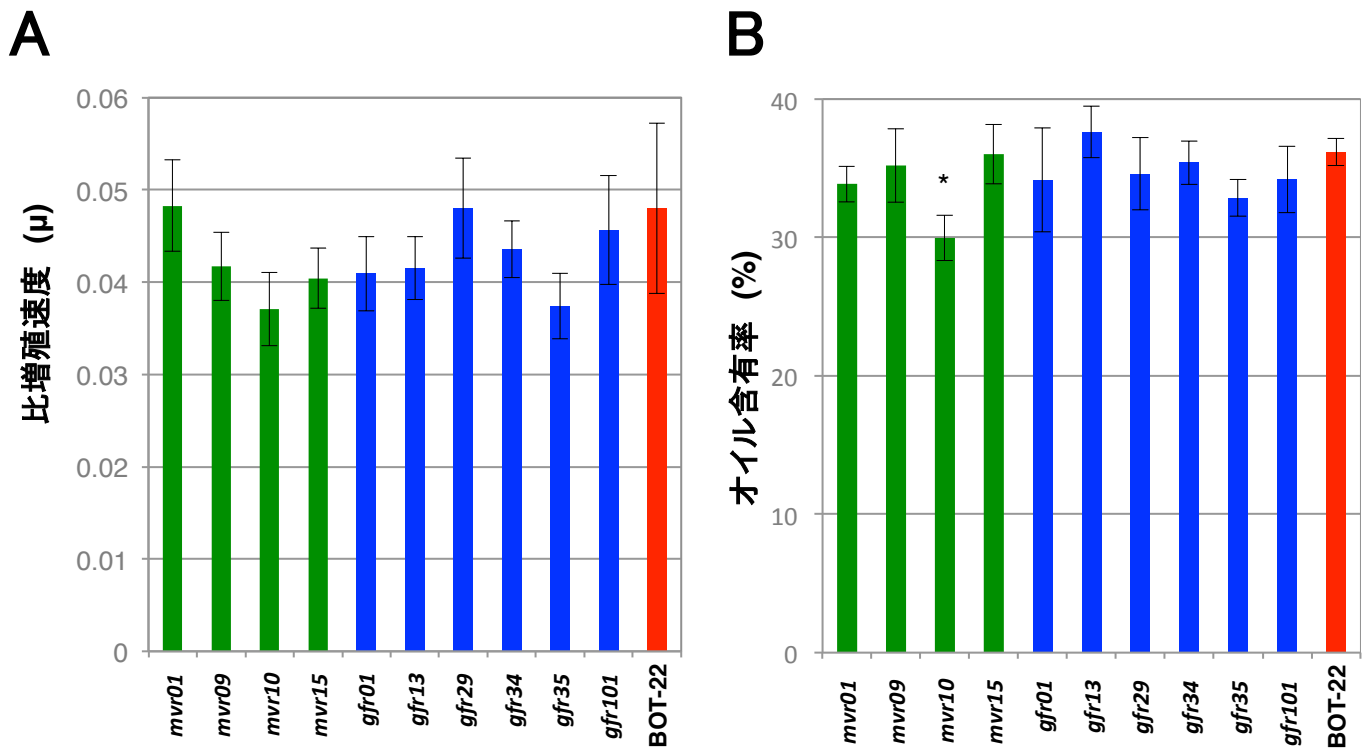 A
比増殖速度 (μ)
0.06
0.05
0.04
0.03
0.02
0.01
0
mvr01
mvr09
mvr10
mvr15
gfr01
gfr13
gfr29
gfr34
gfr35
gfr101
BOT-22
B
オイル含有率 (%)
40
30
20
10
0
*
mvr01
mvr09
mvr10
mvr15
gfr01
gfr13
gfr29
gfr34
gfr35
gfr101
BOT-22